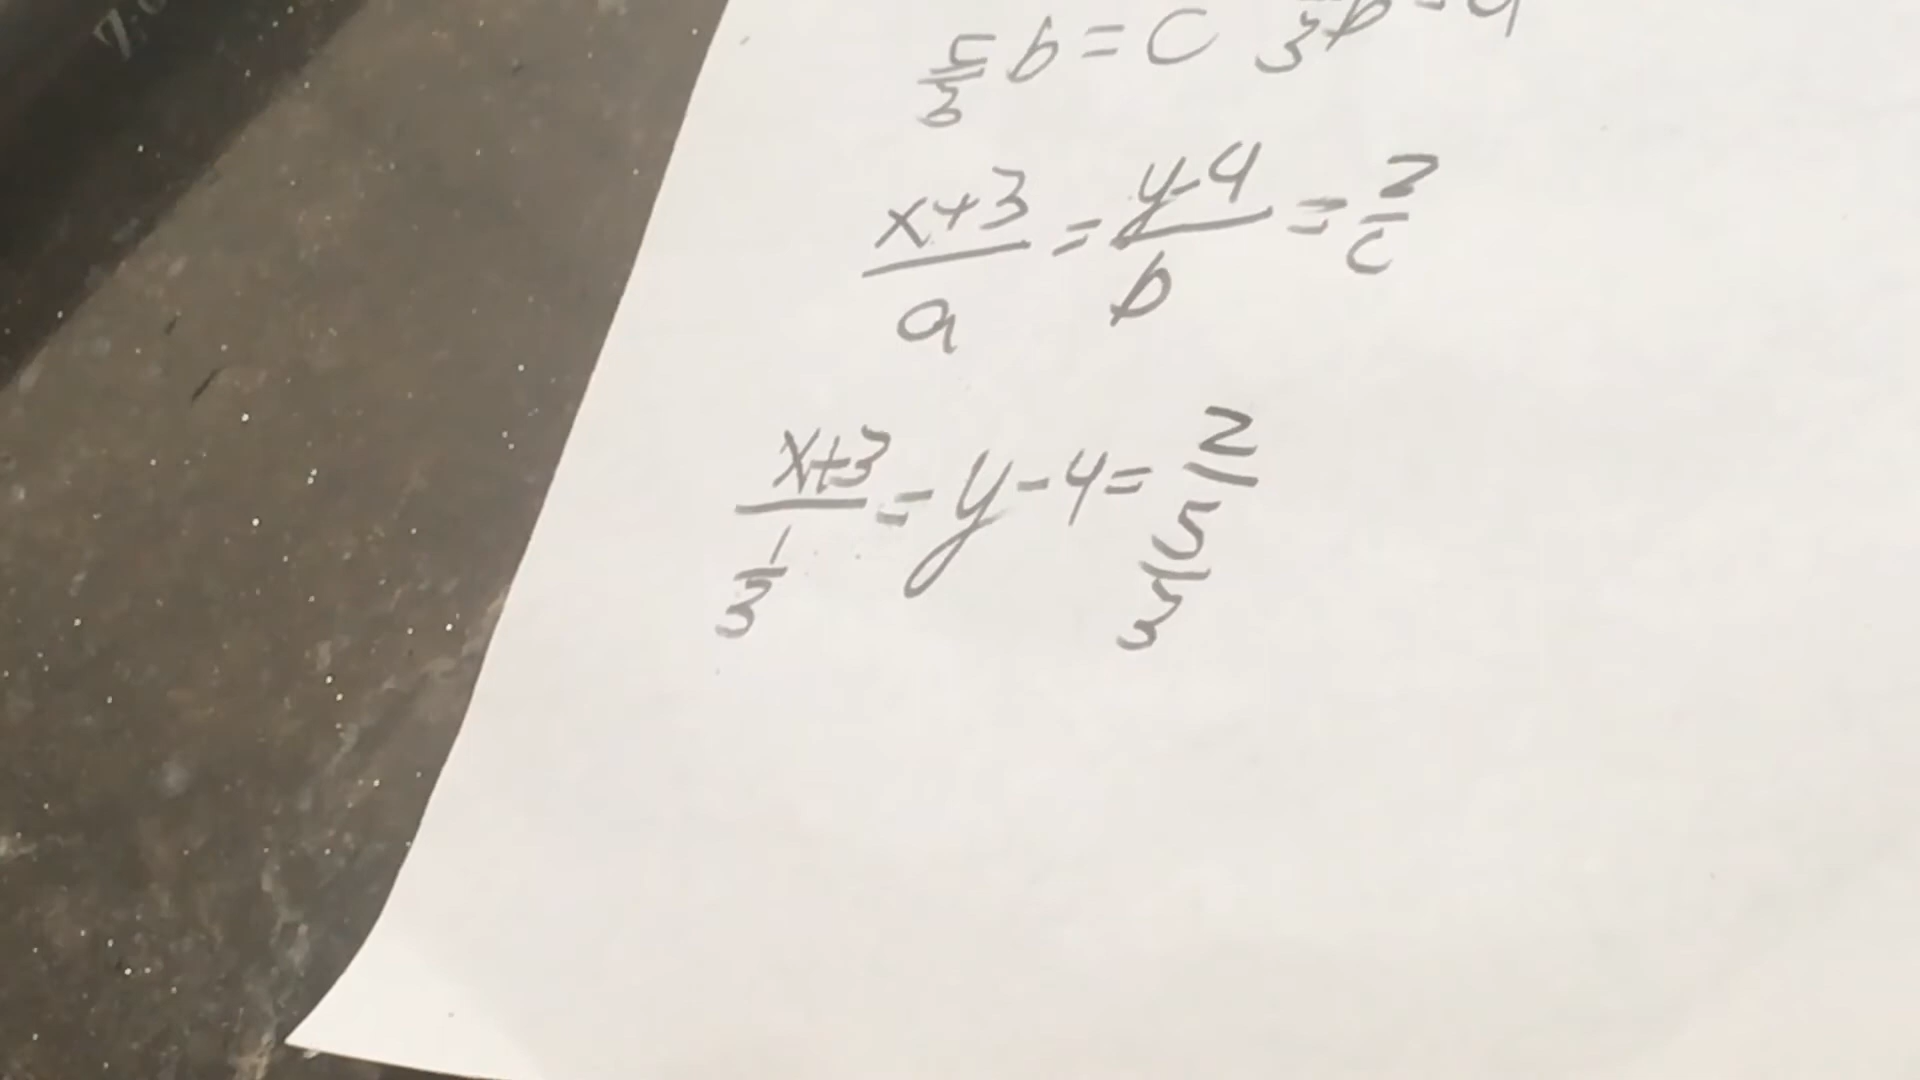 5/3 b = c
(x+3)/a = (y-4)/b = z/c
(x+3)/(1/3) = y-4 = z/(5/3)